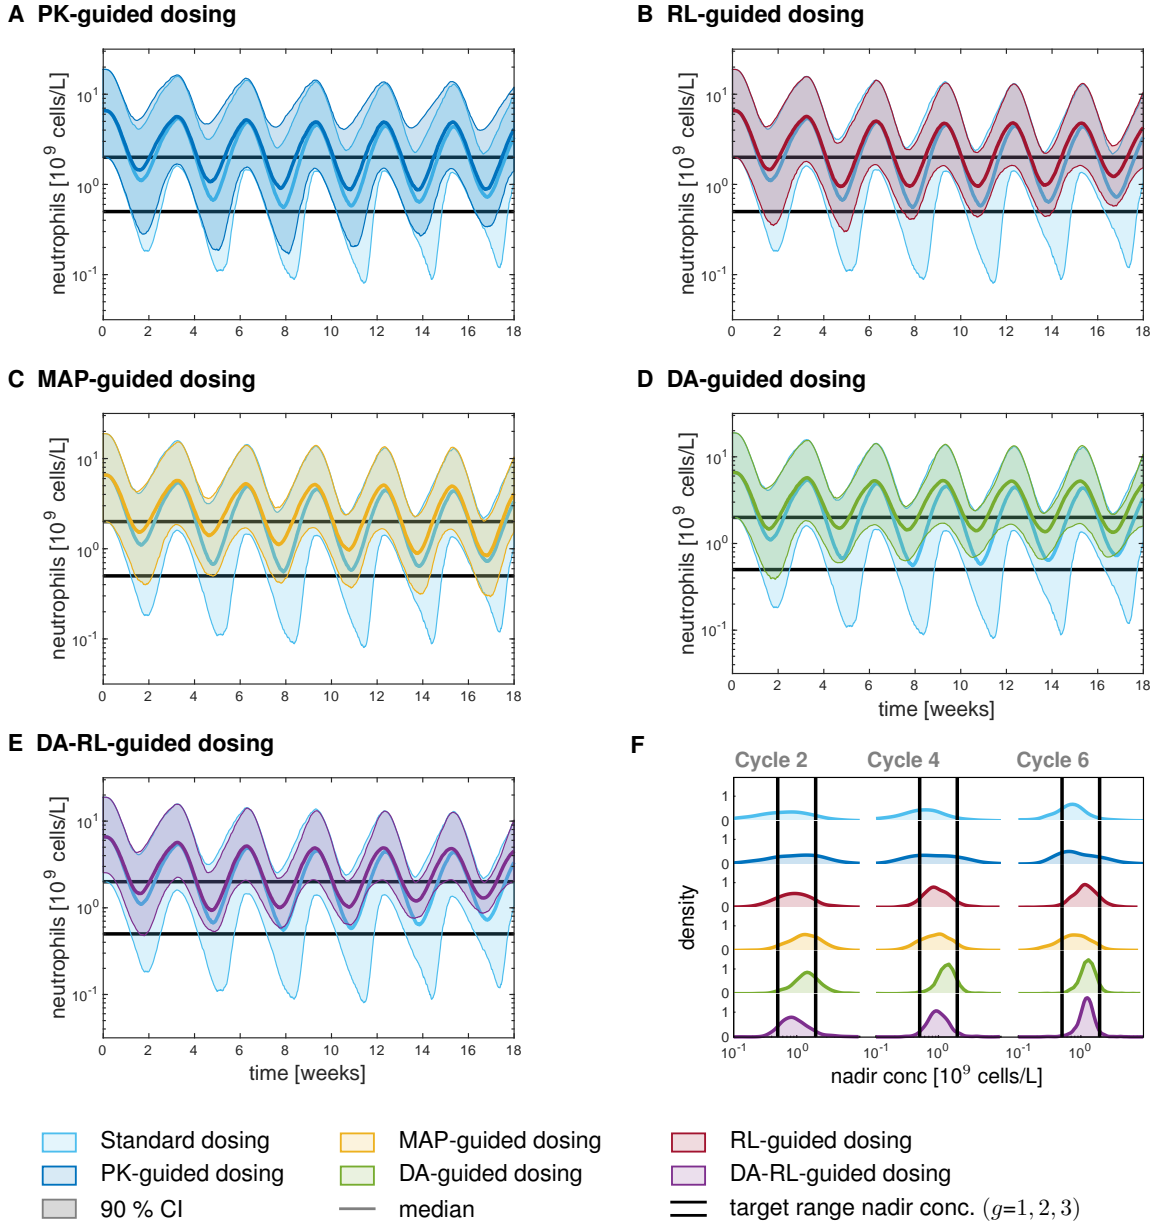 A PK-guided dosing
neutrophils [10^9 cells/L]
10^1
10^0
10^-1
0 2 4 6 8 10 12 14 16 18
B RL-guided dosing
neutrophils [10^9 cells/L]
10^1
10^0
10^-1
0 2 4 6 8 10 12 14 16 18
C MAP-guided dosing
neutrophils [10^9 cells/L]
10^1
10^0
10^-1
0 2 4 6 8 10 12 14 16 18
D DA-guided dosing
neutrophils [10^9 cells/L]
10^1
10^0
10^-1
0 2 4 6 8 10 12 14 16 18
time [weeks]
E DA-RL-guided dosing
neutrophils [10^9 cells/L]
10^1
10^0
10^-1
0 2 4 6 8 10 12 14 16 18
time [weeks]
F
Cycle 2 Cycle 4 Cycle 6
density
1
0
1
0
1
0
1
0
1
0
1
0
10^-1 10^0 10^-1 10^0 10^-1 10^0
nadir conc [10^9 cells/L]
Standard dosing MAP-guided dosing RL-guided dosing
PK-guided dosing DA-guided dosing DA-RL-guided dosing
90 % CI median target range nadir conc. (g=1, 2, 3)